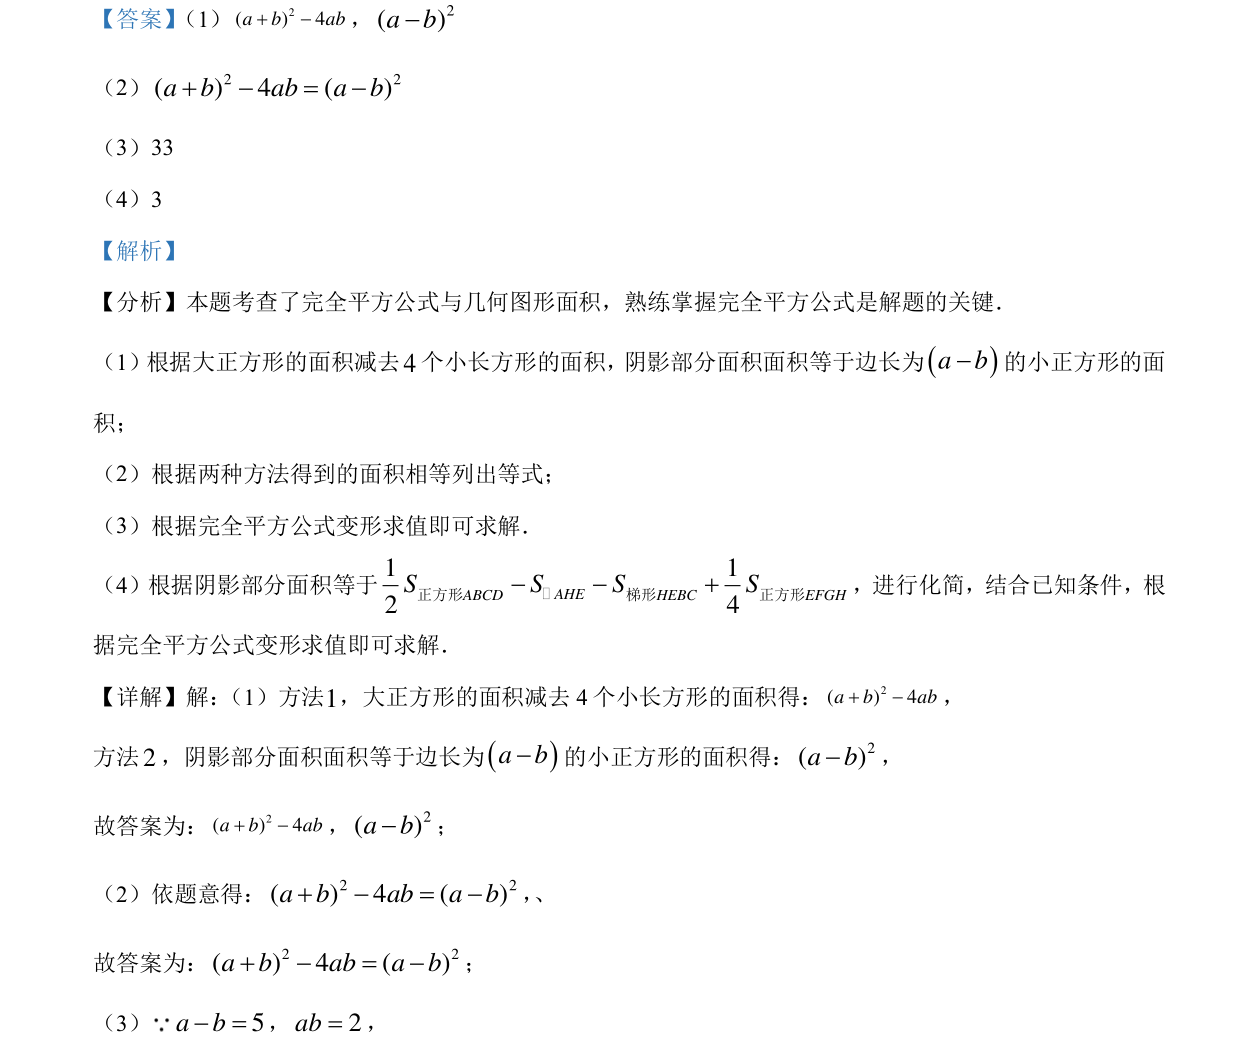 【答案】（1）(a+b)²－4ab，(a－b)²
（2）(a+b)²－4ab=(a－b)²
（3）33
（4）3
【解析】
【分析】本题考查了完全平方公式与几何图形面积，熟练掌握完全平方公式是解题的关键．
（1）根据大正方形的面积减去4个小长方形的面积，阴影部分面积面积等于边长为(a－b)的小正方形的面
积；
（2）根据两种方法得到的面积相等列出等式；
（3）根据完全平方公式变形求值即可求解．
（4）根据阴影部分面积等于1/2 S正方形ABCD－S□AHE－S梯形HEBC＋1/4 S正方形EFGH，进行化简，结合已知条件，根
据完全平方公式变形求值即可求解．
【详解】解：（1）方法1，大正方形的面积减去 4 个小长方形的面积得：(a+b)²－4ab，
方法2，阴影部分面积面积等于边长为(a－b)的小正方形的面积得：(a－b)²，
故答案为：(a+b)²－4ab，(a－b)²；
（2）依题意得：(a+b)²－4ab=(a－b)²，、
故答案为：(a+b)²－4ab=(a－b)²；
（3）∵a－b=5，ab=2，